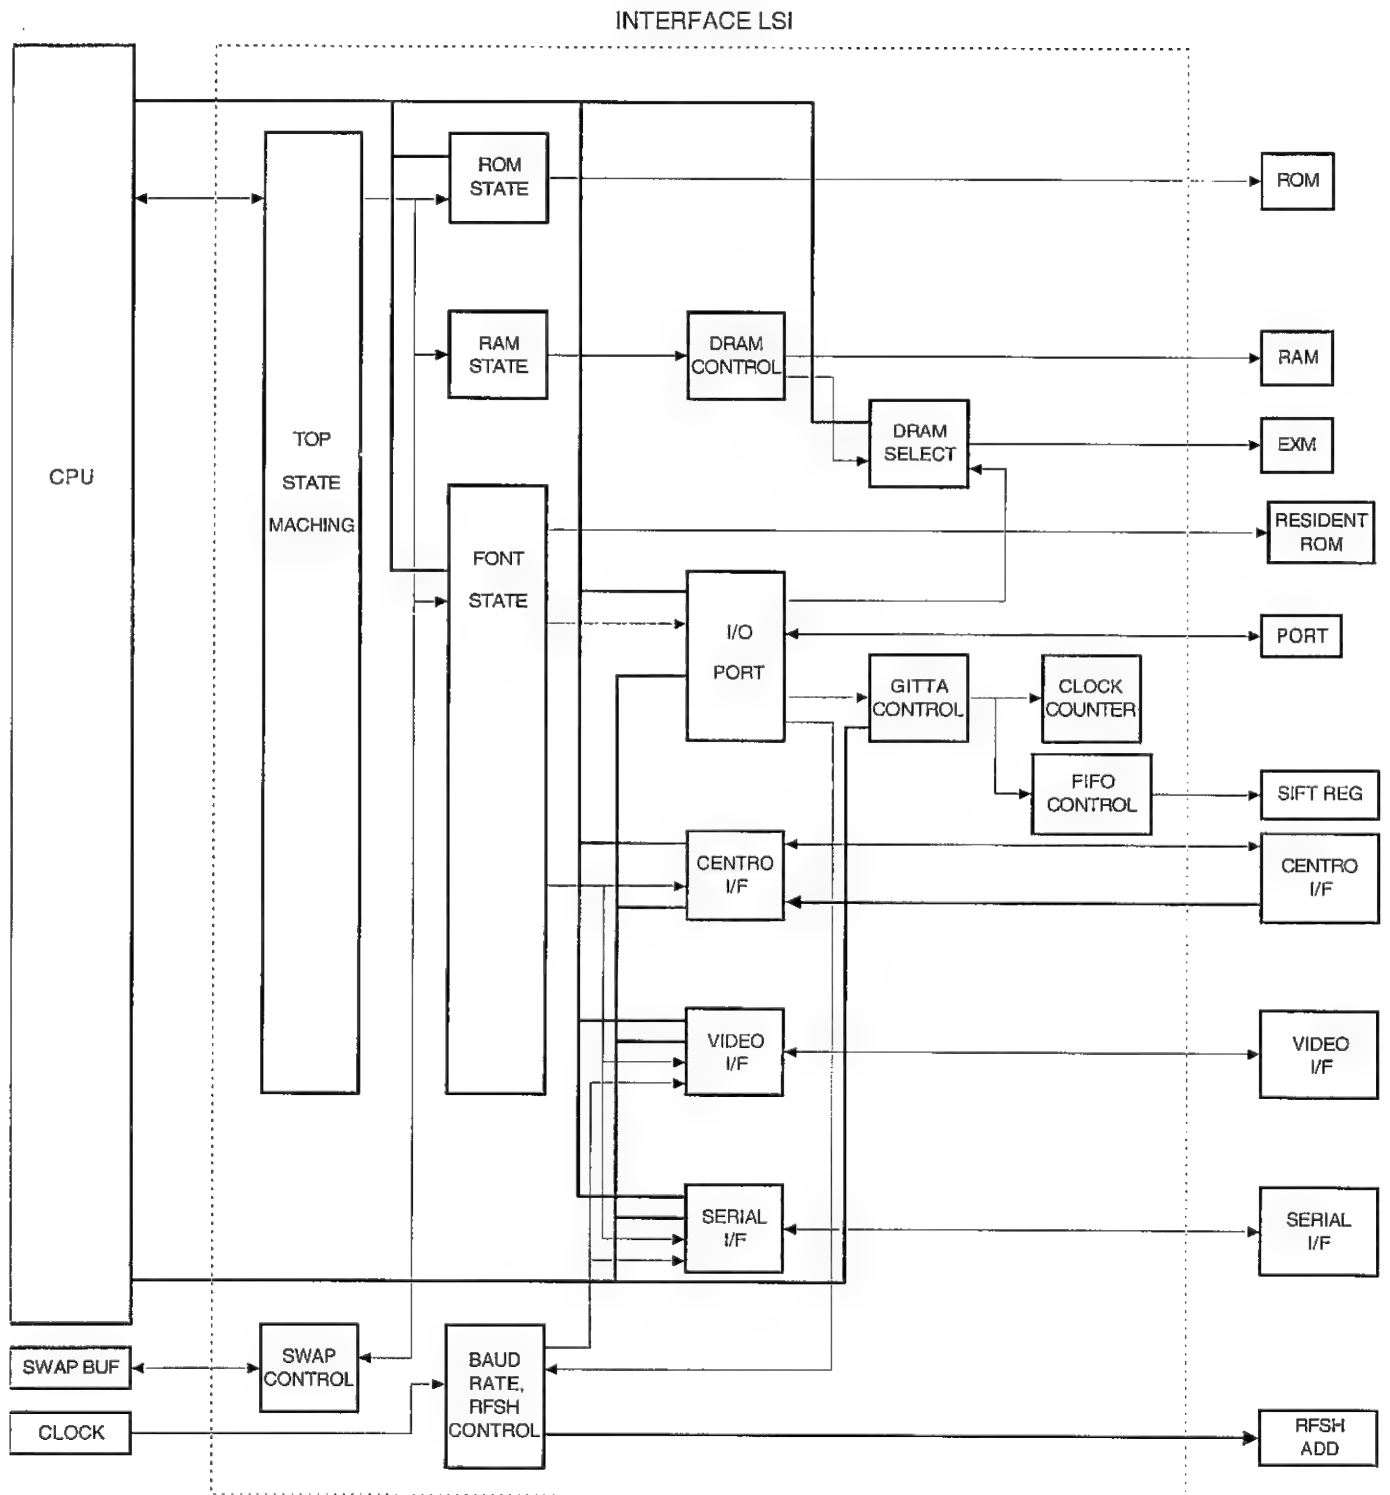 INTERFACE LSI
CPU
TOP
STATE
MACHING
ROM
STATE
ROM
RAM
STATE
DRAM
CONTROL
RAM
DRAM
SELECT
EXM
FONT
STATE
RESIDENT
ROM
I/O
PORT
PORT
GITTA
CONTROL
CLOCK
COUNTER
FIFO
CONTROL
SIFT REG
CENTRO
I/F
CENTRO
I/F
VIDEO
I/F
VIDEO
I/F
SERIAL
I/F
SERIAL
I/F
SWAP BUF
SWAP
CONTROL
BAUD
RATE,
RFSH
CONTROL
CLOCK
RFSH
ADD